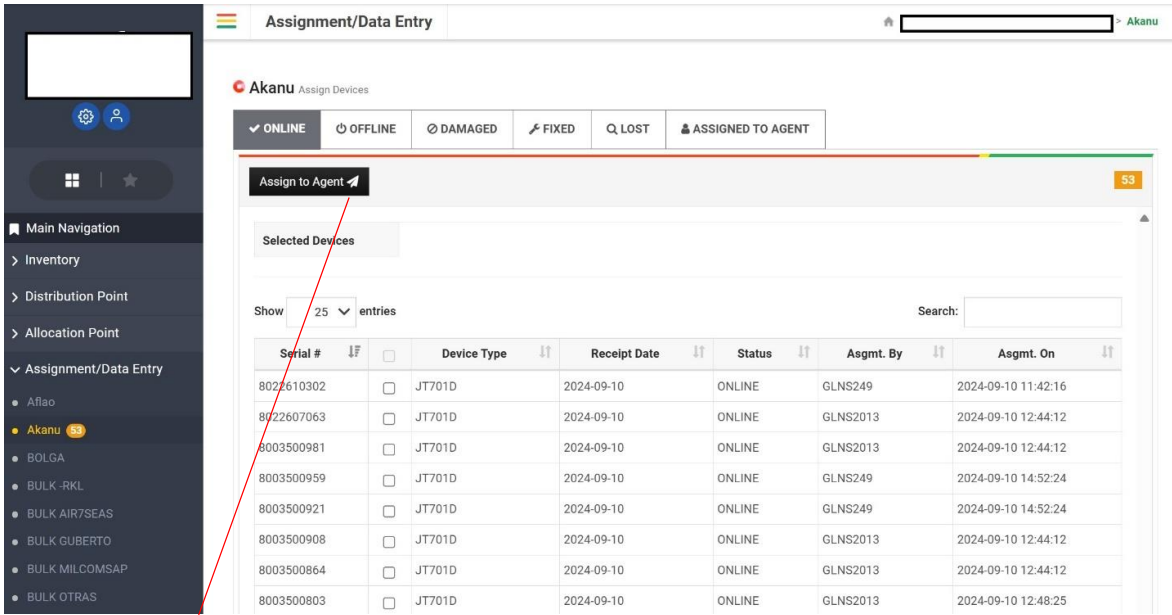 Assignment/Data Entry
> Akanu
Akanu Assign Devices
ONLINE OFFLINE DAMAGED FIXED LOST ASSIGNED TO AGENT
Assign to Agent 53
Main Navigation
Inventory
Distribution Point
Allocation Point
Assignment/Data Entry
Aflao
Akanu 53
BOLGA
BULK -RKL
BULK AIR7SEAS
BULK GUBERTO
BULK MILCOMSAP
BULK OTRAS
Selected Devices
Show 25 entries Search:
Serial # Device Type Receipt Date Status Asgmt. By Asgmt. On
8022610302 JT701D 2024-09-10 ONLINE GLNS249 2024-09-10 11:42:16
8022607063 JT701D 2024-09-10 ONLINE GLNS2013 2024-09-10 12:44:12
8003500981 JT701D 2024-09-10 ONLINE GLNS2013 2024-09-10 12:44:12
8003500959 JT701D 2024-09-10 ONLINE GLNS249 2024-09-10 14:52:24
8003500921 JT701D 2024-09-10 ONLINE GLNS249 2024-09-10 14:52:24
8003500908 JT701D 2024-09-10 ONLINE GLNS2013 2024-09-10 12:44:12
8003500864 JT701D 2024-09-10 ONLINE GLNS2013 2024-09-10 12:44:12
8003500803 JT701D 2024-09-10 ONLINE GLNS2013 2024-09-10 12:48:25